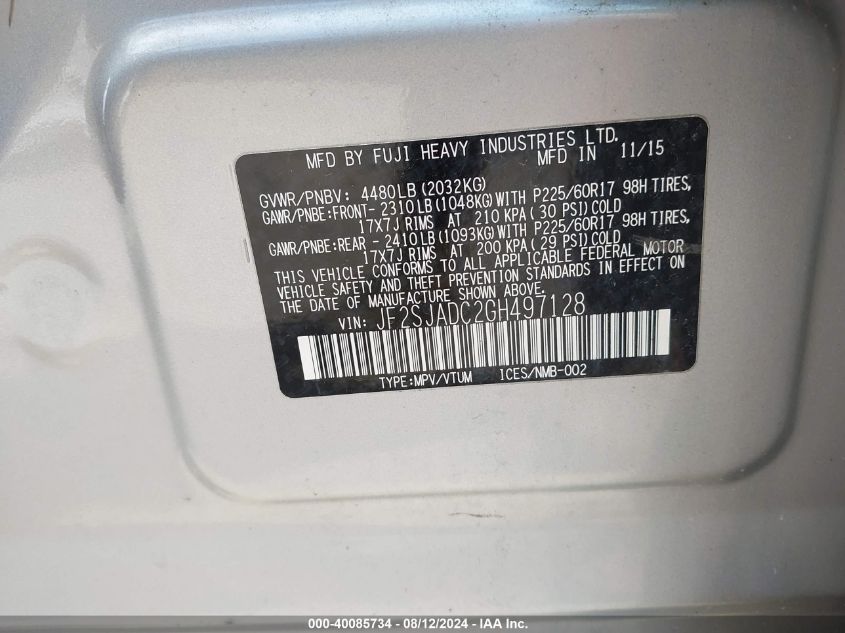 MFD BY FUJI HEAVY INDUSTRIES LTD.
MFD IN 11/15
GVWR/PNBV: 4480LB (2032KG)
GAWR/PNBE:FRONT- 2310LB (1048KG) WITH P225/60R17 98H TIRES,
17X7J RIMS AT 210 KPA ( 30 PSI) COLD
GAWR/PNBE:REAR - 2410LB (1093KG) WITH P225/60R17 98H TIRES,
17X7J RIMS AT 200 KPA ( 29 PSI) COLD
THIS VEHICLE CONFORMS TO ALL APPLICABLE FEDERAL MOTOR
VEHICLE SAFETY AND THEFT PREVENTION STANDARDS IN EFFECT ON
THE DATE OF MANUFACTURE SHOWN ABOVE.
VIN: JF2SJADC2GH497128
TYPE:MPV/VTUM ICES/NMB-002
000-40085734 - 08/12/2024 - IAA Inc.